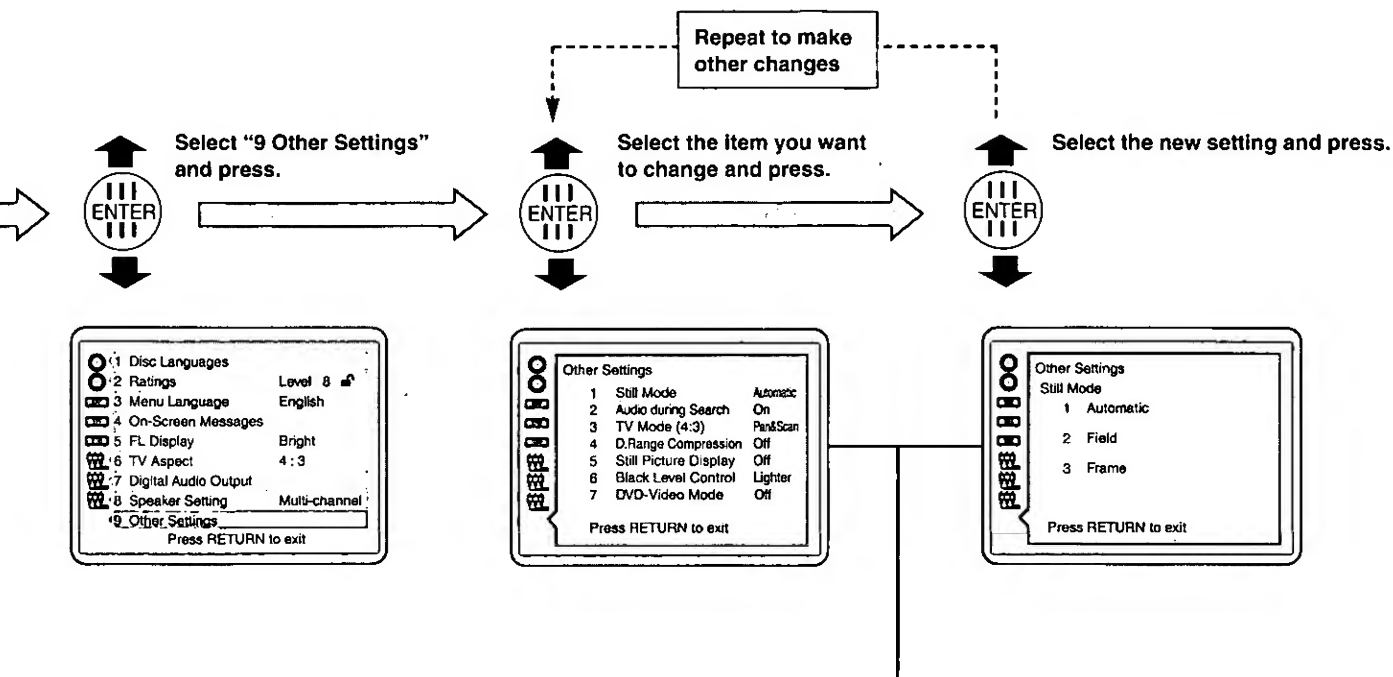 Repeat to make
other changes
Select “9 Other Settings”
and press.
ENTER
Select the item you want
to change and press.
ENTER
Select the new setting and press.
ENTER
1 Disc Languages
2 Ratings Level 8
3 Menu Language English
4 On-Screen Messages
5 FL Display Bright
6 TV Aspect 4 : 3
7 Digital Audio Output
8 Speaker Setting Multi-channel
9 Other Settings
Press RETURN to exit
Other Settings
1 Still Mode Automatic
2 Audio during Search On
3 TV Mode (4:3) Pan&Scan
4 D.Range Compression Off
5 Still Picture Display Off
6 Black Level Control Lighter
7 DVD-Video Mode Off
Press RETURN to exit
Other Settings
Still Mode
1 Automatic
2 Field
3 Frame
Press RETURN to exit